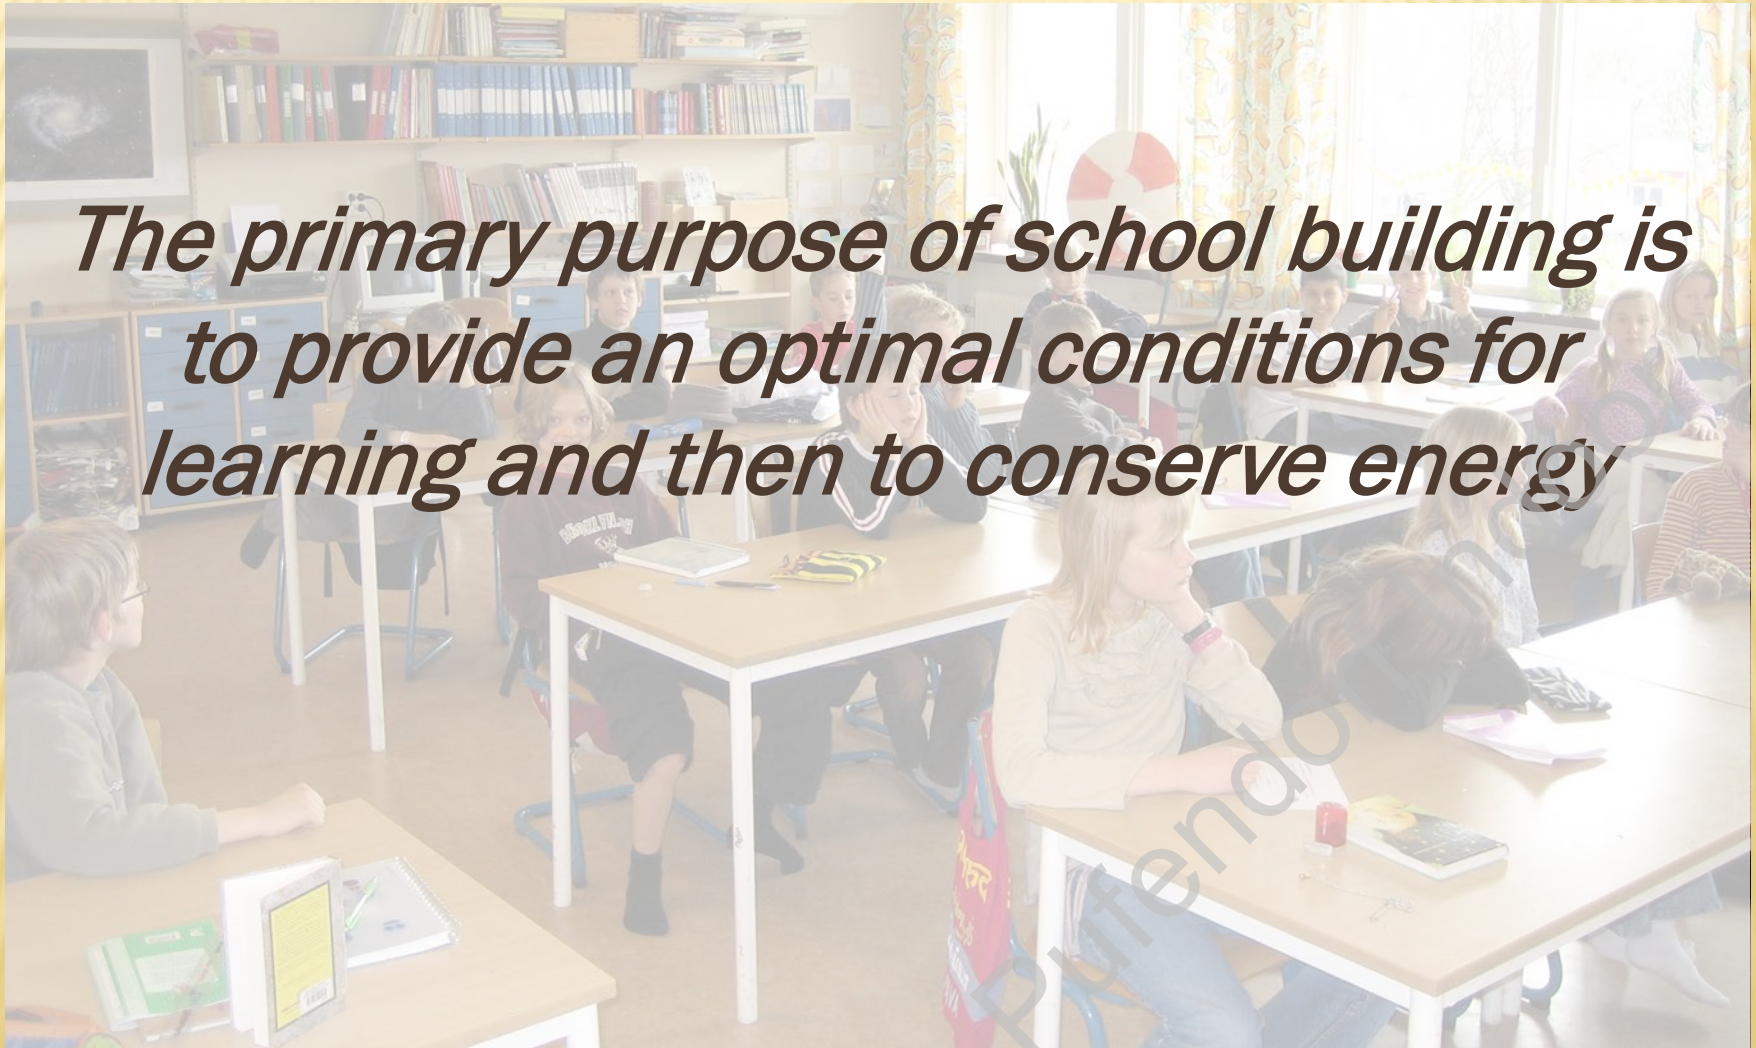 The primary purpose of school building is
to provide an optimal conditions for
learning and then to conserve energy